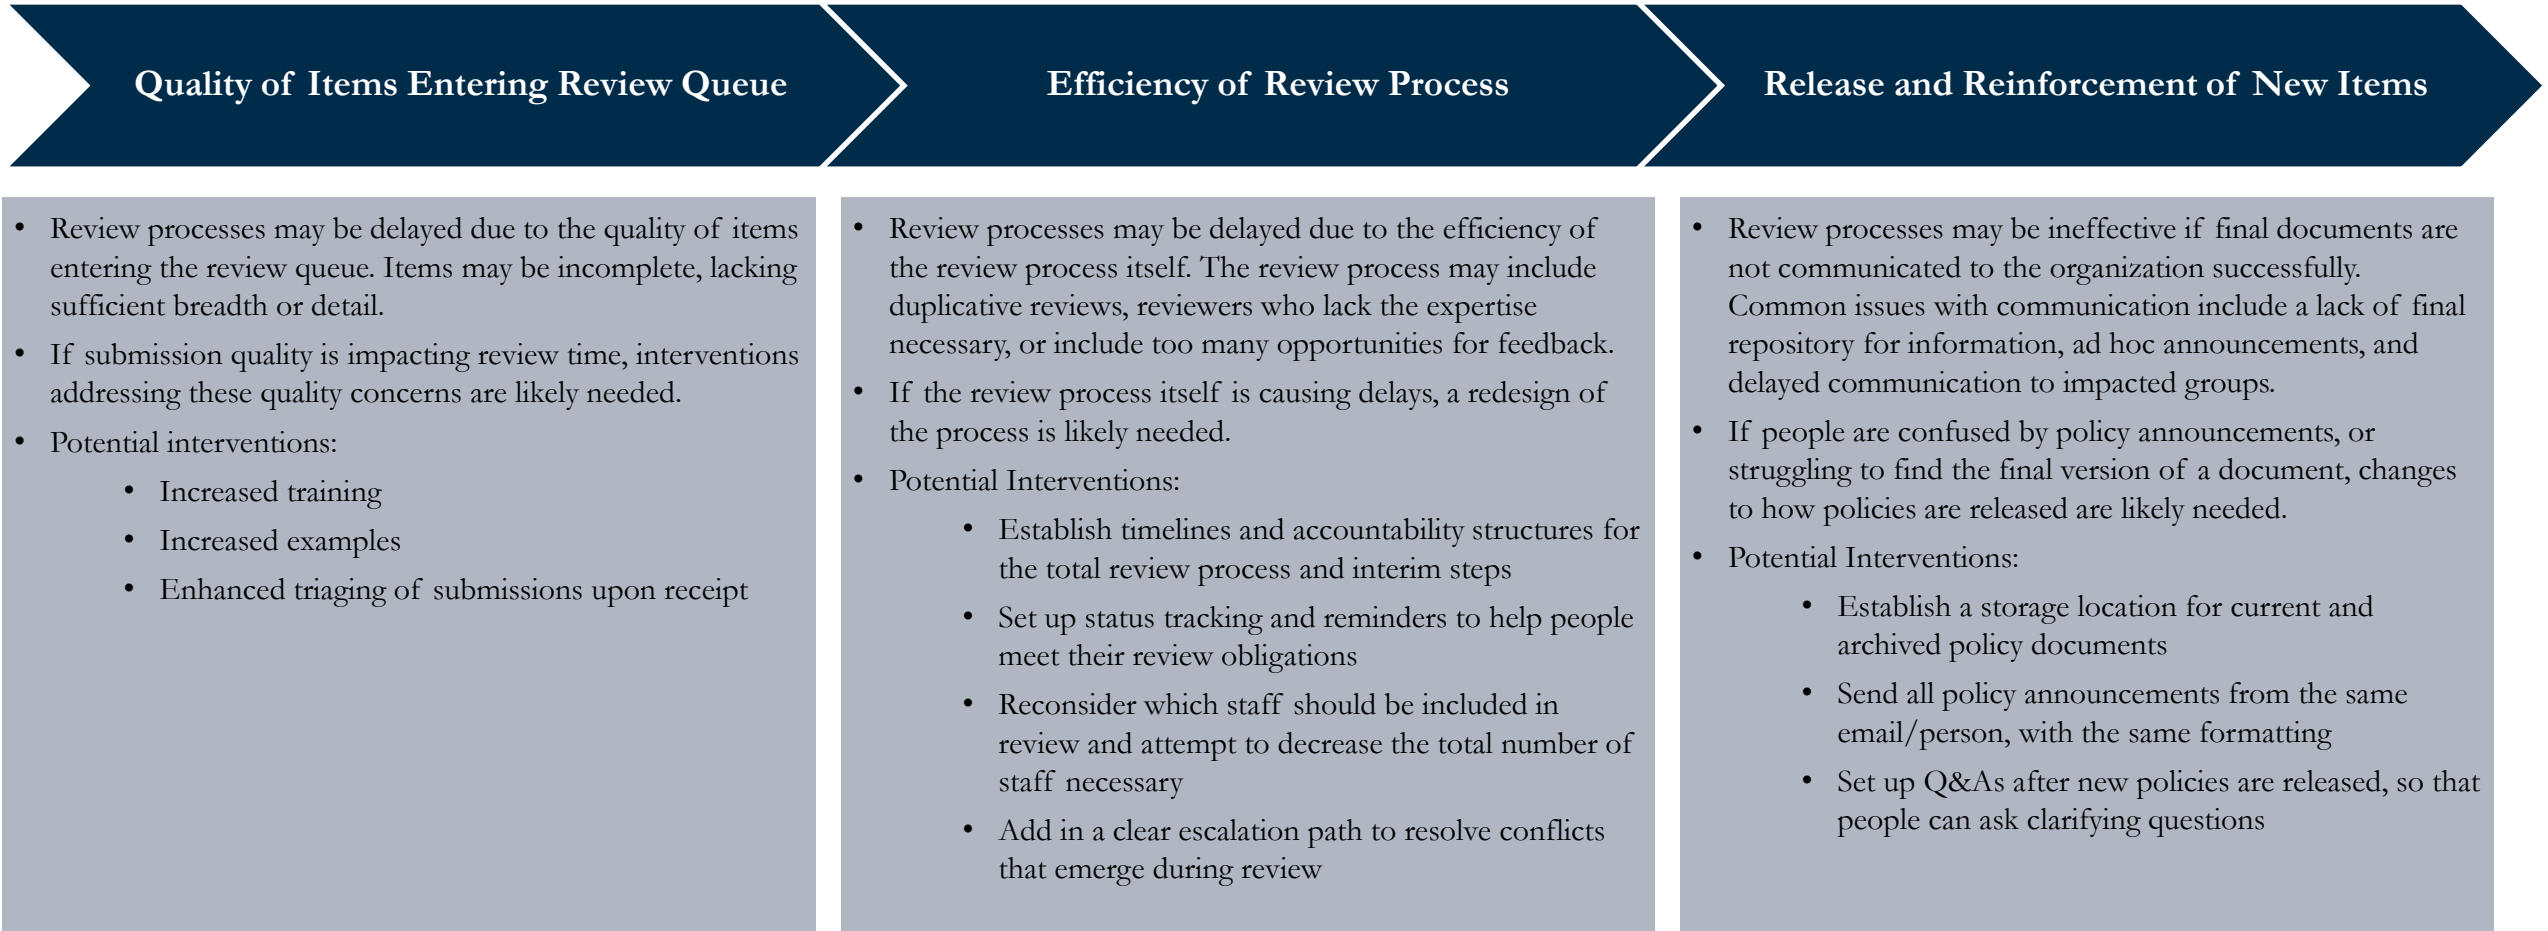 Quality of Items Entering Review Queue
Efficiency of Review Process
Release and Reinforcement of New Items
• Review processes may be delayed due to the quality of items
entering the review queue. Items may be incomplete, lacking
sufficient breadth or detail.
• If submission quality is impacting review time, interventions
addressing these quality concerns are likely needed.
• Potential interventions:
• Increased training
• Increased examples
• Enhanced triaging of submissions upon receipt
• Review processes may be delayed due to the efficiency of
the review process itself. The review process may include
duplicative reviews, reviewers who lack the expertise
necessary, or include too many opportunities for feedback.
• If the review process itself is causing delays, a redesign of
the process is likely needed.
• Potential Interventions:
• Establish timelines and accountability structures for
the total review process and interim steps
• Set up status tracking and reminders to help people
meet their review obligations
• Reconsider which staff should be included in
review and attempt to decrease the total number of
staff necessary
• Add in a clear escalation path to resolve conflicts
that emerge during review
• Review processes may be ineffective if final documents are
not communicated to the organization successfully.
Common issues with communication include a lack of final
repository for information, ad hoc announcements, and
delayed communication to impacted groups.
• If people are confused by policy announcements, or
struggling to find the final version of a document, changes
to how policies are released are likely needed.
• Potential Interventions:
• Establish a storage location for current and
archived policy documents
• Send all policy announcements from the same
email/person, with the same formatting
• Set up Q&As after new policies are released, so that
people can ask clarifying questions